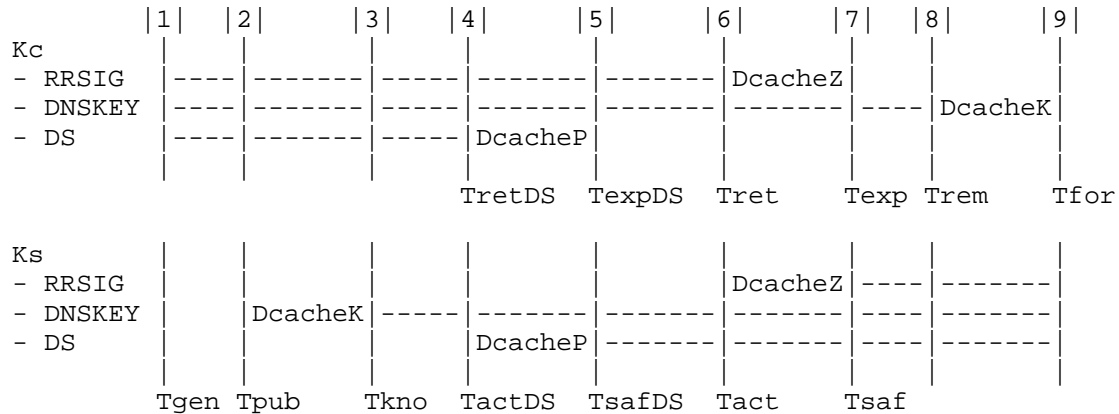 |1| |2| |3| |4| |5| |6| |7| |8| |9|
Kc | | | | | | | | |
- RRSIG |----|-------|-----|-------|-------|DcacheZ| | |
- DNSKEY |----|-------|-----|-------|-------|-------|----|DcacheK|
- DS |----|-------|-----|DcacheP| | | | |
| | | | | | | | |
TretDS TexpDS Tret Texp Trem Tfor
Ks | | | | | | | | |
- RRSIG | | | | | |DcacheZ|----|-------|
- DNSKEY | |DcacheK|-----|-------|-------|-------|----|-------|
- DS | | | |DcacheP|-------|-------|----|-------|
| | | | | | | | |
Tgen Tpub Tkno TactDS TsafDS Tact Tsaf